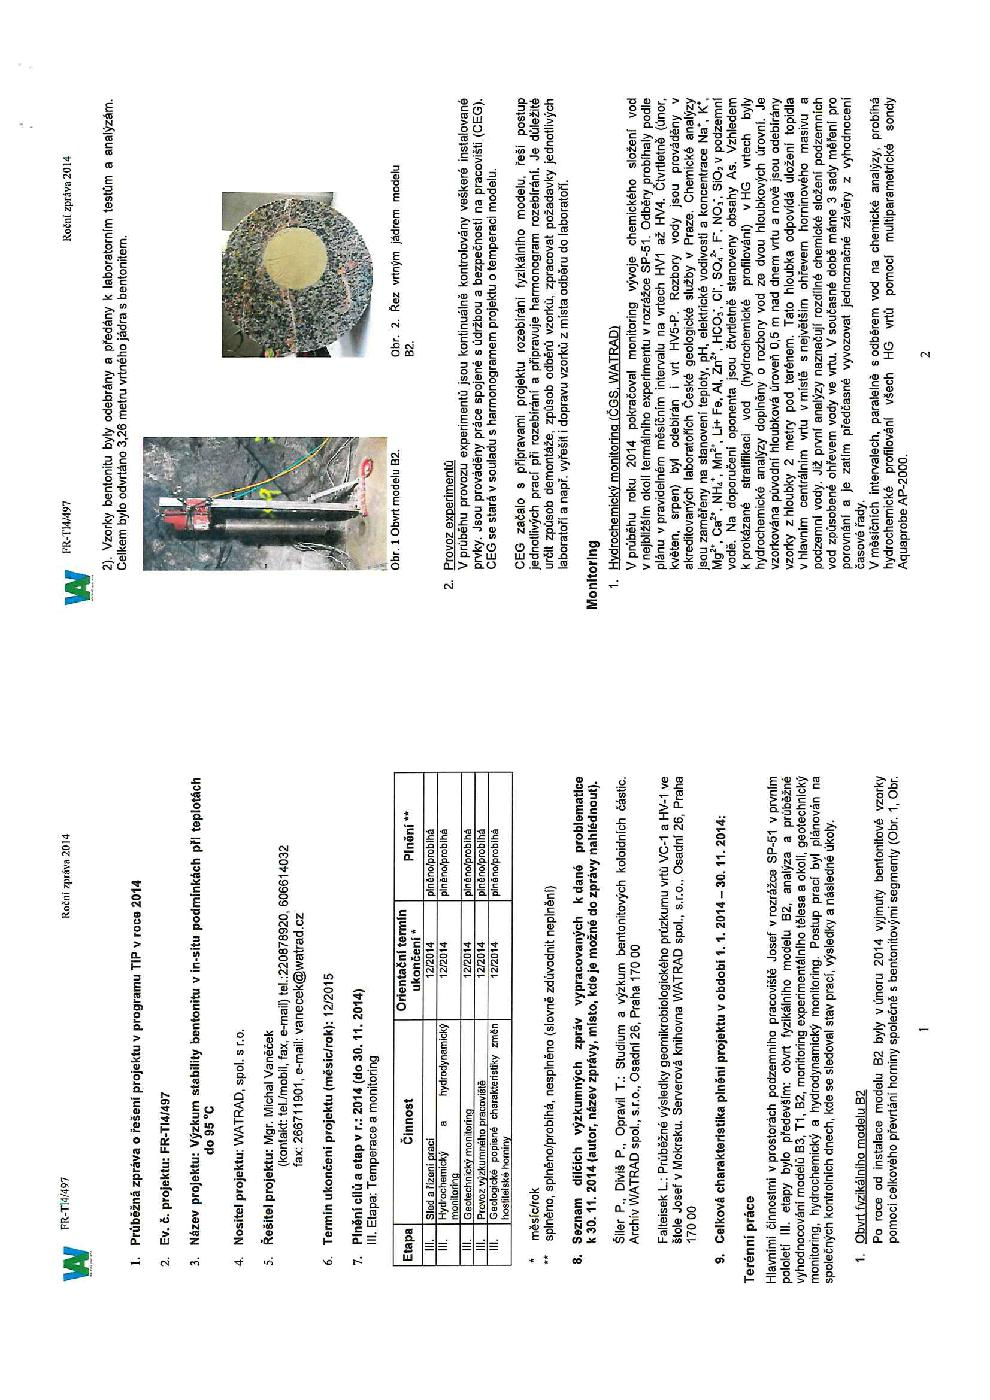 FR-TI4/497
Roční zpráva 2014
1. Průběžná zpráva o řešení projektu v programu TIP v roce 2014
2. Ev. č. projektu: FR-TI4/497
3. Název projektu: Výzkum stability bentonitu v in-situ podmínkách při teplotách
do 95 °C
4. Nositel projektu: WATRAD, spol. s r.o.
5. Řešitel projektu: Mgr. Michal Vaněček
(kontakt: tel./mobil, fax, e-mail) tel.:220878920, 606614032
fax: 266711901, e-mail: vanecek@watrad.cz
6. Termín ukončení projektu (měsíc/rok): 12/2015
7. Plnění cílů a etap v r.: 2014 (do 30. 11. 2014)
III. Etapa: Temperace a monitoring
Etapa Činnost Orientační termín ukončení * Plnění **
III. Sled a řízení prací 12/2014 plněno/probíhá
III. Hydrochemický a hydrodynamický monitoring 12/2014 plněno/probíhá
III. Geotechnický monitoring 12/2014 plněno/probíhá
III. Provoz výzkumného pracoviště 12/2014 plněno/probíhá
III. Geologické popisné charakteristiky změn hostitelské horniny 12/2014 plněno/probíhá
* měsíc/rok
** splněno, splněno/probíhá, nesplněno (slovně zdůvodnit neplnění)
8. Seznam dílčích výzkumných zpráv vypracovaných k dané problematice
k 30. 11. 2014 (autor, název zprávy, místo, kde je možné do zprávy nahlédnout).
Šiler P., Diviš P., Opravil T.: Studium a výzkum bentonitových koloidních částic.
Archiv WATRAD spol., s.r.o., Osadní 26, Praha 170 00
Falteisek L.: Průběžné výsledky geomikrobiologického průzkumu vrtů VC-1 a HV-1 ve
štole Josef v Mokrsku. Serverová knihovna WATRAD spol., s.r.o., Osadní 26, Praha
170 00
9. Celková charakteristika plnění projektu v období 1. 1. 2014 – 30. 11. 2014:
Terénní práce
Hlavními činnostmi v prostorách podzemního pracoviště Josef v rozrážce SP-51 v prvním
pololetí III. etapy bylo především: obvrt fyzikálního modelu B2, analýza a průběžné
vyhodnocování modelů B3, T1, B2, monitoring experimentálního tělesa a okolí, geotechnický
monitoring, hydrochemický a hydrodynamický monitoring. Postup prací byl plánován na
společných kontrolních dnech, kde se sledoval stav prací, výsledky a následné úkoly.
1. Obvrt fyzikálního modelu B2
Po roce od instalace modelu B2 byly v únoru 2014 vyjmuty bentonitové vzorky
pomocí celkového převrtání horniny společně s bentonitovými segmenty (Obr. 1, Obr.
1
FR-TI4/497
Roční zpráva 2014
2). Vzorky bentonitu byly odebrány a předány k laboratorním testům a analýzám.
Celkem bylo odvrtáno 3,26 metru vrtného jádra s bentonitem.
Obr. 1 Obvrt modelu B2.
Obr. 2. Řez vrtným jádrem modelu
B2.
2. Provoz experimentů
V průběhu provozu experimentů jsou kontinuálně kontrolovány veškeré instalované
prvky. Jsou prováděny práce spojené s údržbou a bezpečností na pracovišti (CEG).
CEG se stará v souladu s harmonogramem projektu o temperaci modelu.
CEG začalo s přípravami projektu rozebírání fyzikálního modelu, řeší postup
jednotlivých prací při rozebírání a připravuje harmonogram rozebírání. Je důležité
určit způsob demontáže, způsob odběrů vzorků, zpracovat požadavky jednotlivých
laboratoří a např. vyřešit i dopravu vzorků z místa odběru do laboratoří.
Monitoring
1. Hydrochemický monitoring (ČGS, WATRAD)
V průběhu roku 2014 pokračoval monitoring vývoje chemického složení vod
v nejbližším okolí termálního experimentu v rozrážce SP-51. Odběry probíhaly podle
plánu v pravidelném měsíčním intervalu na vrtech HV1 až HV4. Čtvrtletně (únor,
květen, srpen) byl odebírán i vrt HV5-P. Rozbory vody jsou prováděny v
akreditovaných laboratořích České geologické služby v Praze. Chemické analýzy
jsou zaměřeny na stanovení teploty, pH, elektrické vodivosti a koncentrace Na⁺, K⁺,
Mg²⁺, Ca²⁺, NH₄⁺, Mn²⁺, Li+ Fe, Al, Zn²⁺, HCO₃⁻, Cl⁻, SO₄²⁻, F⁻, NO₃⁻, SiO₂ v podzemní
vodě. Na doporučení oponenta jsou čtvrtletně stanoveny obsahy As. Vzhledem
k prokázané stratifikaci vod (hydrochemické profilování) v HG vrtech byly
hydrochemické analýzy doplněny o rozbory vod ze dvou hloubkových úrovní. Je
vzorkována původní hloubková úroveň 0,5 m nad dnem vrtu a nově jsou odebírány
vzorky z hloubky 2 metry pod terénem. Tato hloubka odpovídá uložení topidla
v hlavním centrálním vrtu v místě s největším ohřevem horninového masivu a
podzemní vody. Již první analýzy naznačují rozdílné chemické složení podzemních
vod způsobené ohřevem vody ve vrtu. V současné době máme 3 sady měření pro
porovnání a je zatím předčasné vyvozovat jednoznačné závěry z vyhodnocení
časové řady.
V měsíčních intervalech, paralelně s odběrem vod na chemické analýzy, probíhá
hydrochemické profilování všech HG vrtů pomocí multiparametrické sondy
Aquaprobe AP-2000.
2